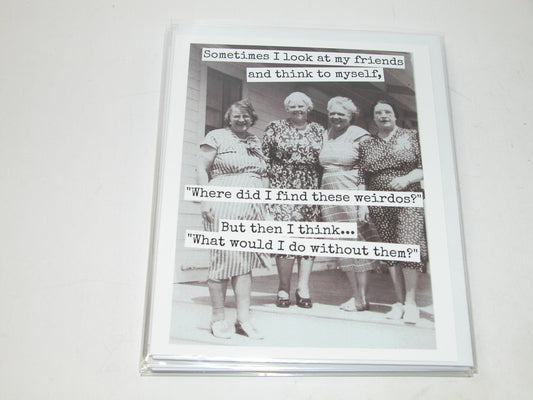 Sometimes I look at my friends
and think to myself,
"Where did I find these weirdos?"
But then I think...
"What would I do without them?"